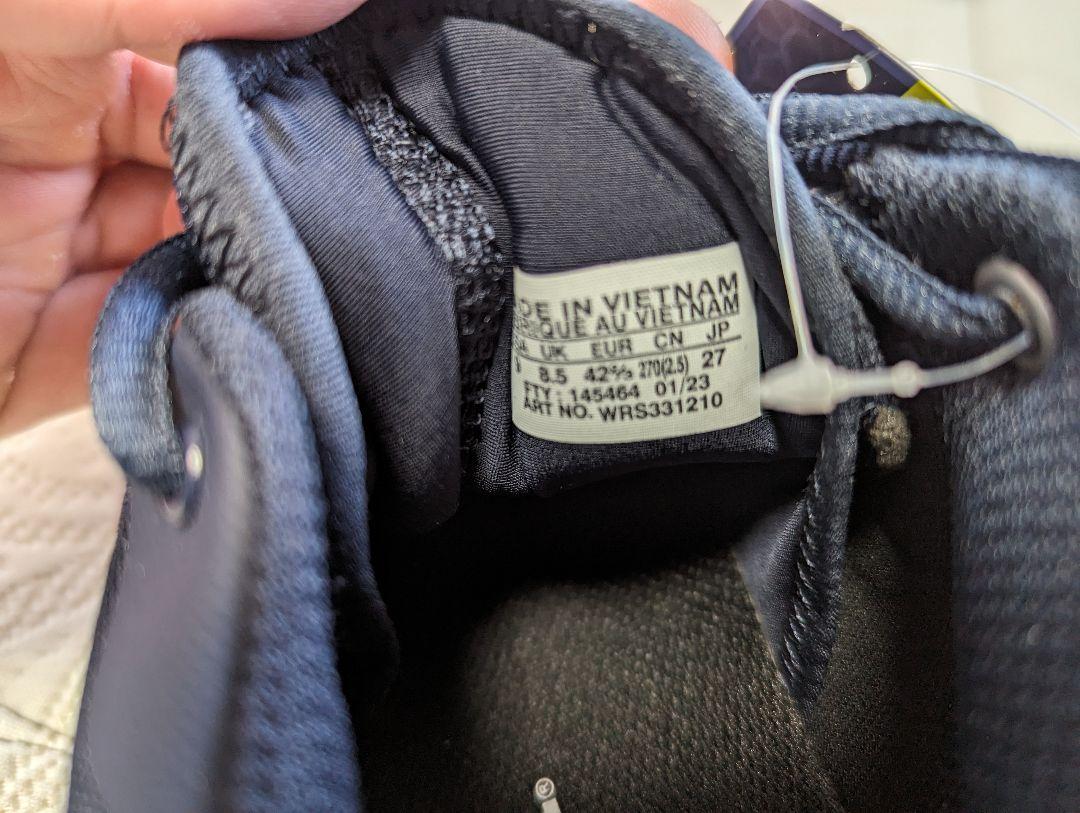 DE IN VIETNAM
RIQUE AU VIETNAM
UK EUR CN JP
8.5 42⅔ 270(2.5) 27
FTY : 145464 01/23
ART NO. WRS331210
®